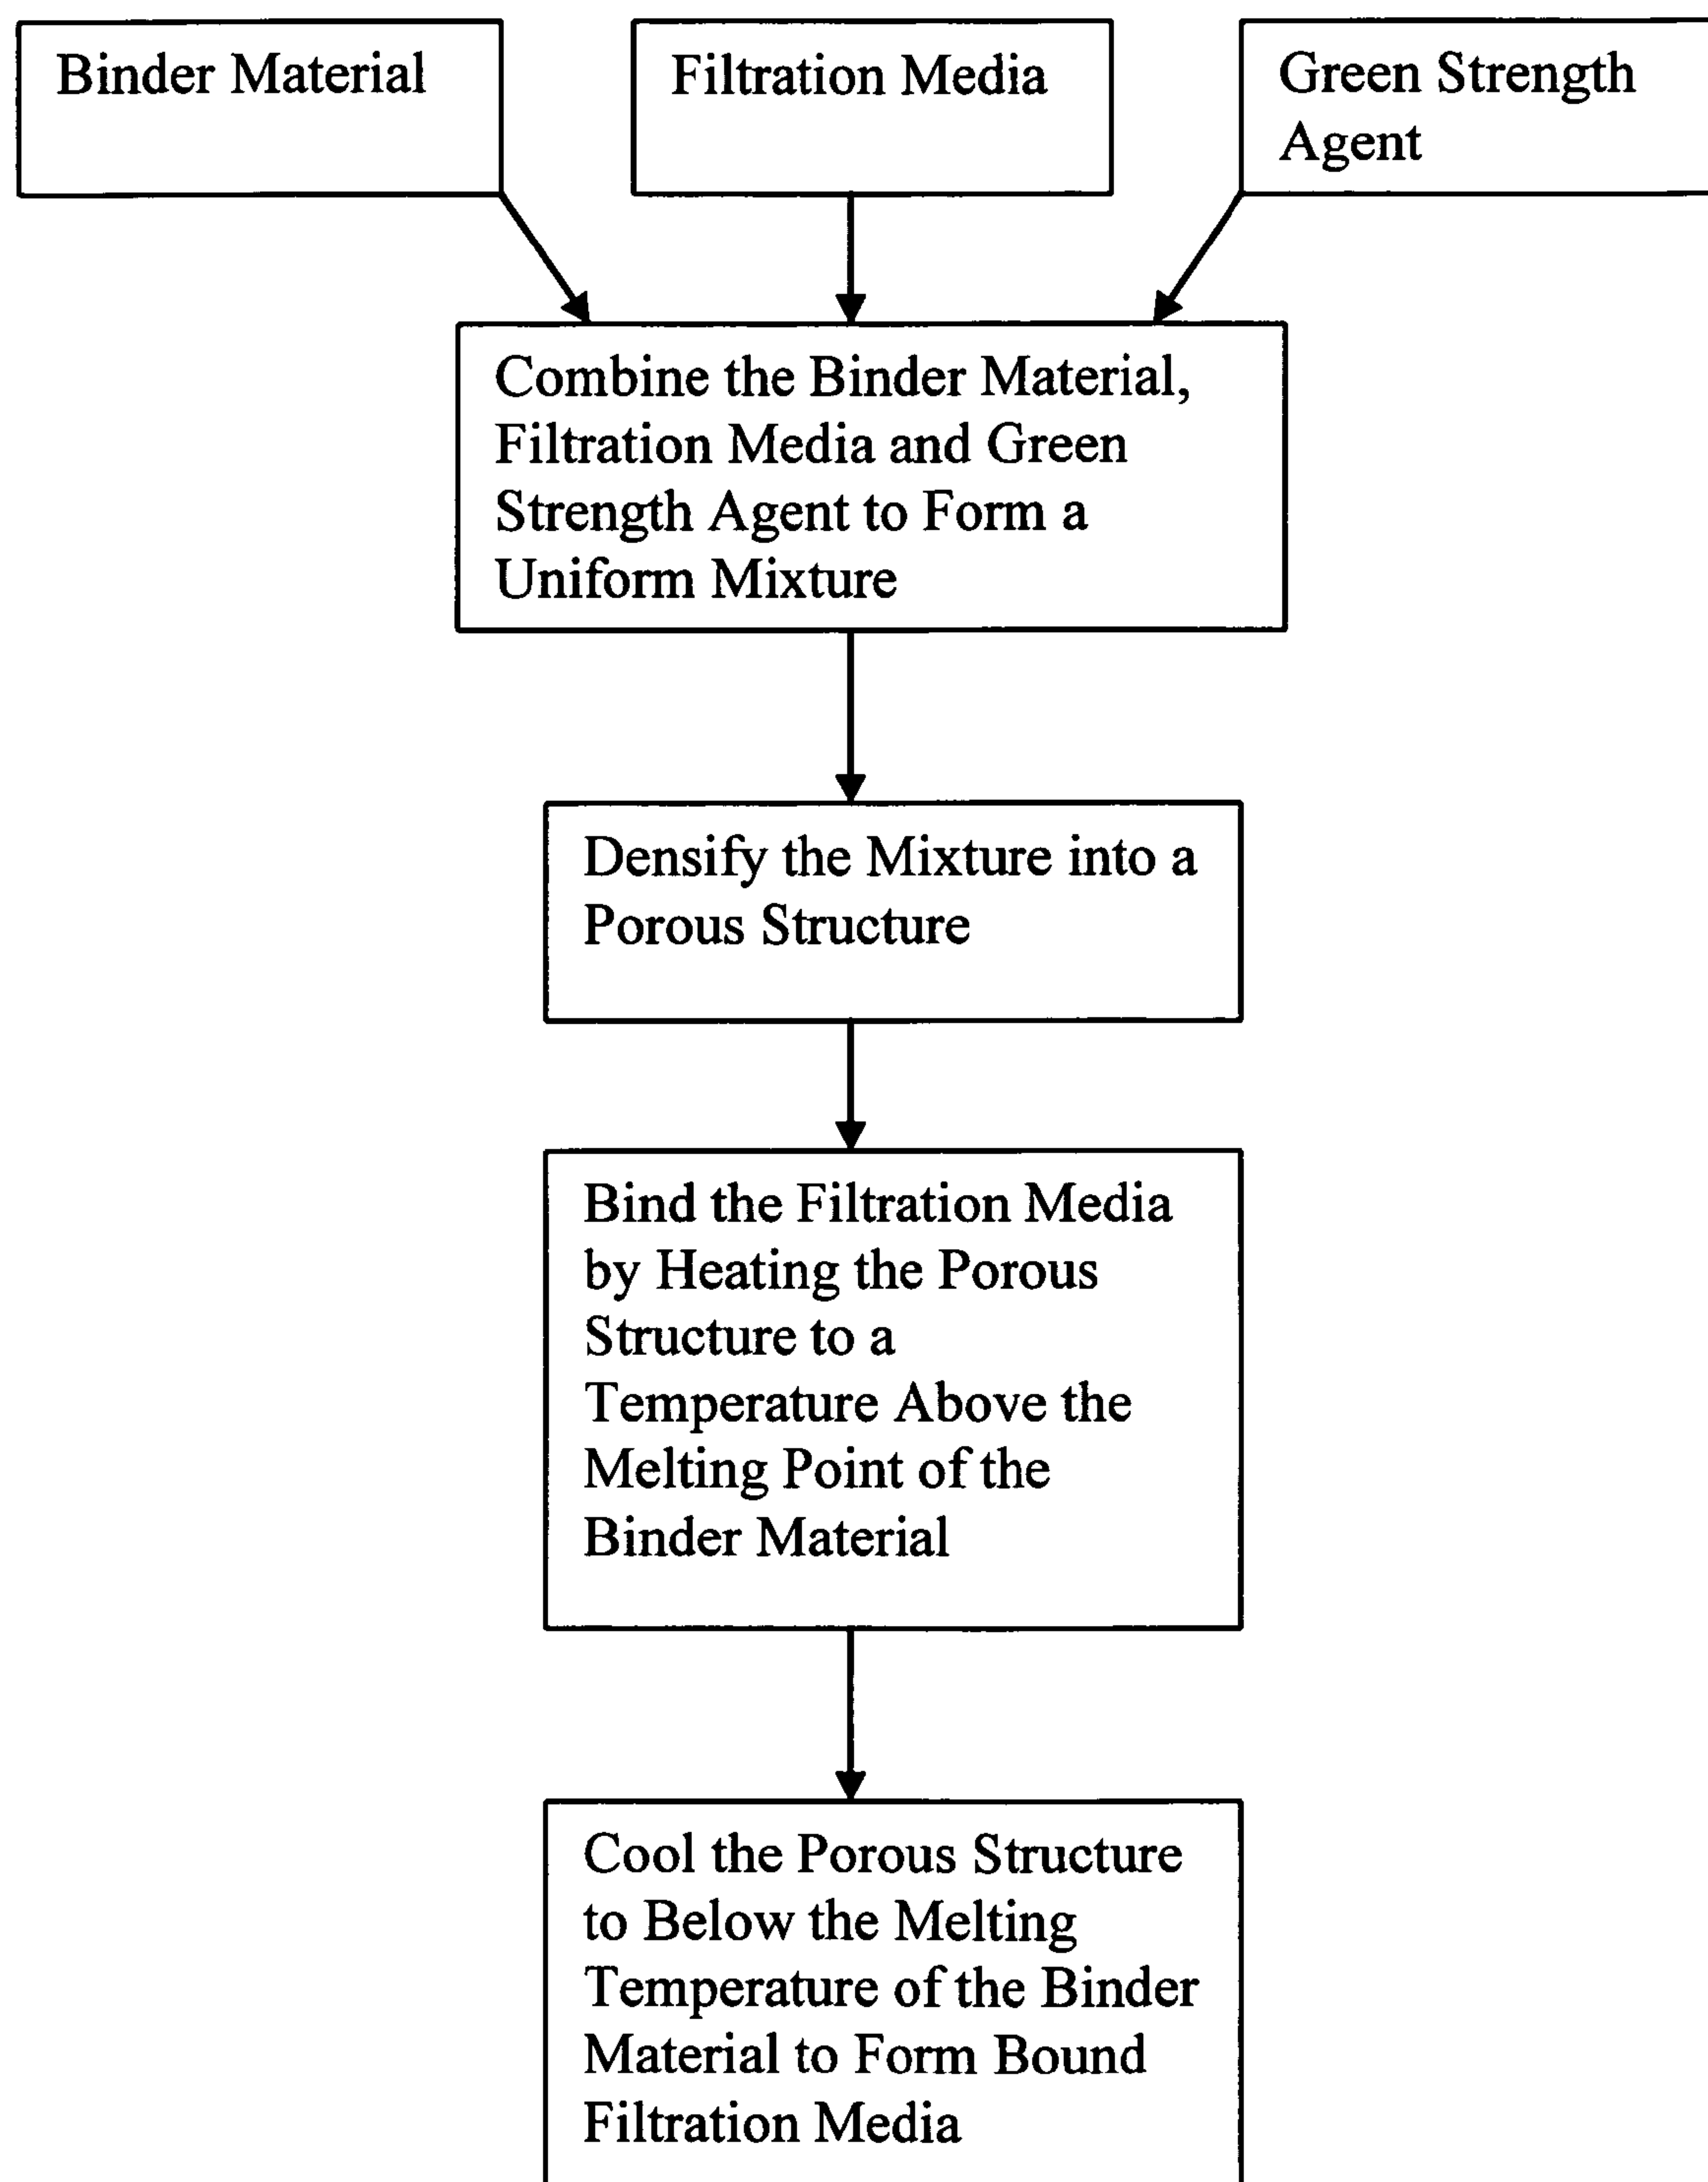 Binder Material
Filtration Media
Green Strength
Agent
Combine the Binder Material,
Filtration Media and Green
Strength Agent to Form a
Uniform Mixture
Densify the Mixture into a
Porous Structure
Bind the Filtration Media
by Heating the Porous
Structure to a
Temperature Above the
Melting Point of the
Binder Material
Cool the Porous Structure
to Below the Melting
Temperature of the Binder
Material to Form Bound
Filtration Media